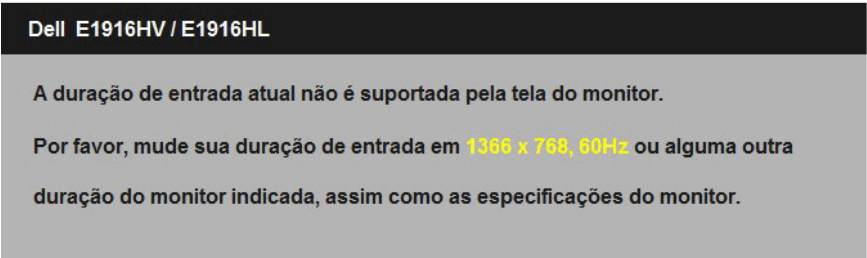 Dell E1916HV / E1916HL
A duração de entrada atual não é suportada pela tela do monitor.
Por favor, mude sua duração de entrada em 1366 x 768, 60Hz ou alguma outra
duração do monitor indicada, assim como as especificações do monitor.